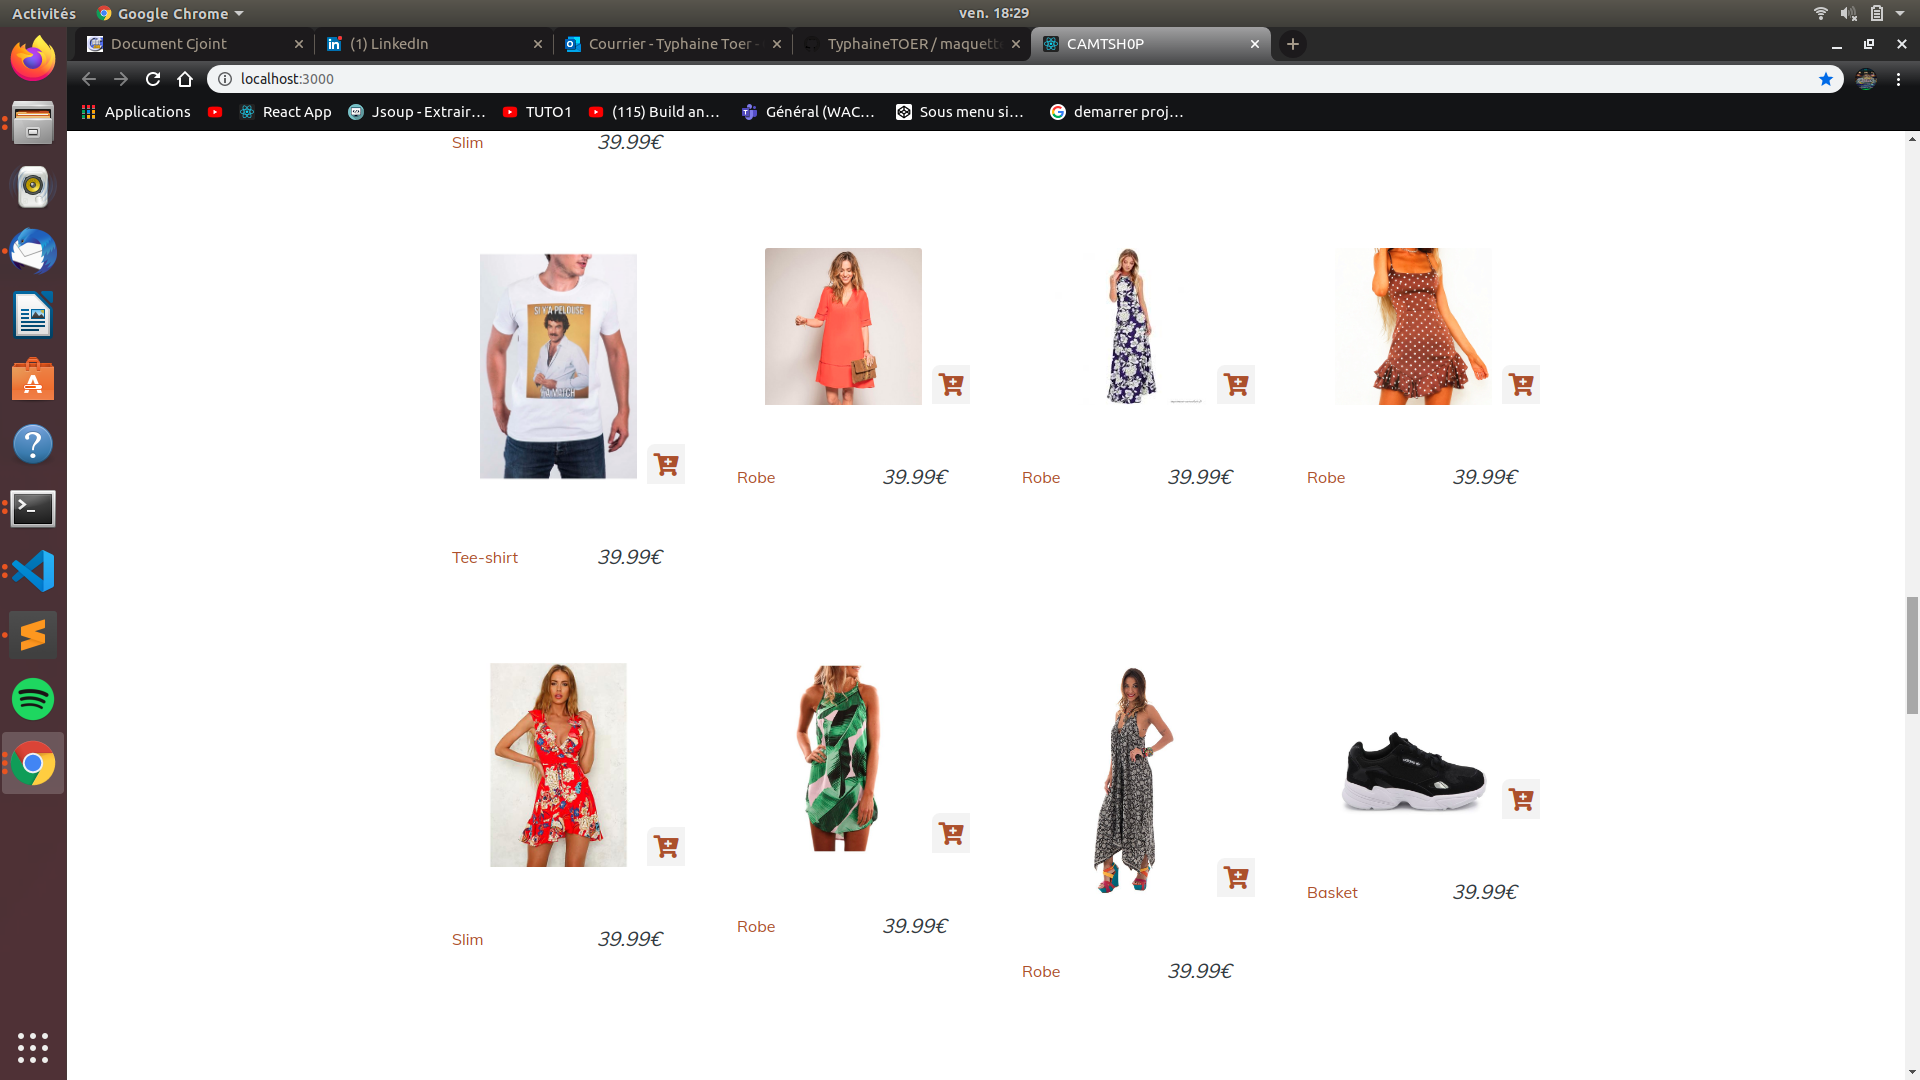 Activités
Google Chrome
ven. 18:29
Document Cjoint
(1) LinkedIn
Courrier - Typhaine Toer -
TyphaineTOER / maquett
CAMTSH0P
localhost:3000
Applications
React App
Jsoup - Extrair…
TUTO1
(115) Build an…
Général (WAC…
Sous menu si…
demarrer proj…
Slim 39.99€
SI Y A PELOUSE
Robe 39.99€
Robe 39.99€
Robe 39.99€
Tee-shirt 39.99€
Basket 39.99€
Robe 39.99€
Slim 39.99€
Robe 39.99€